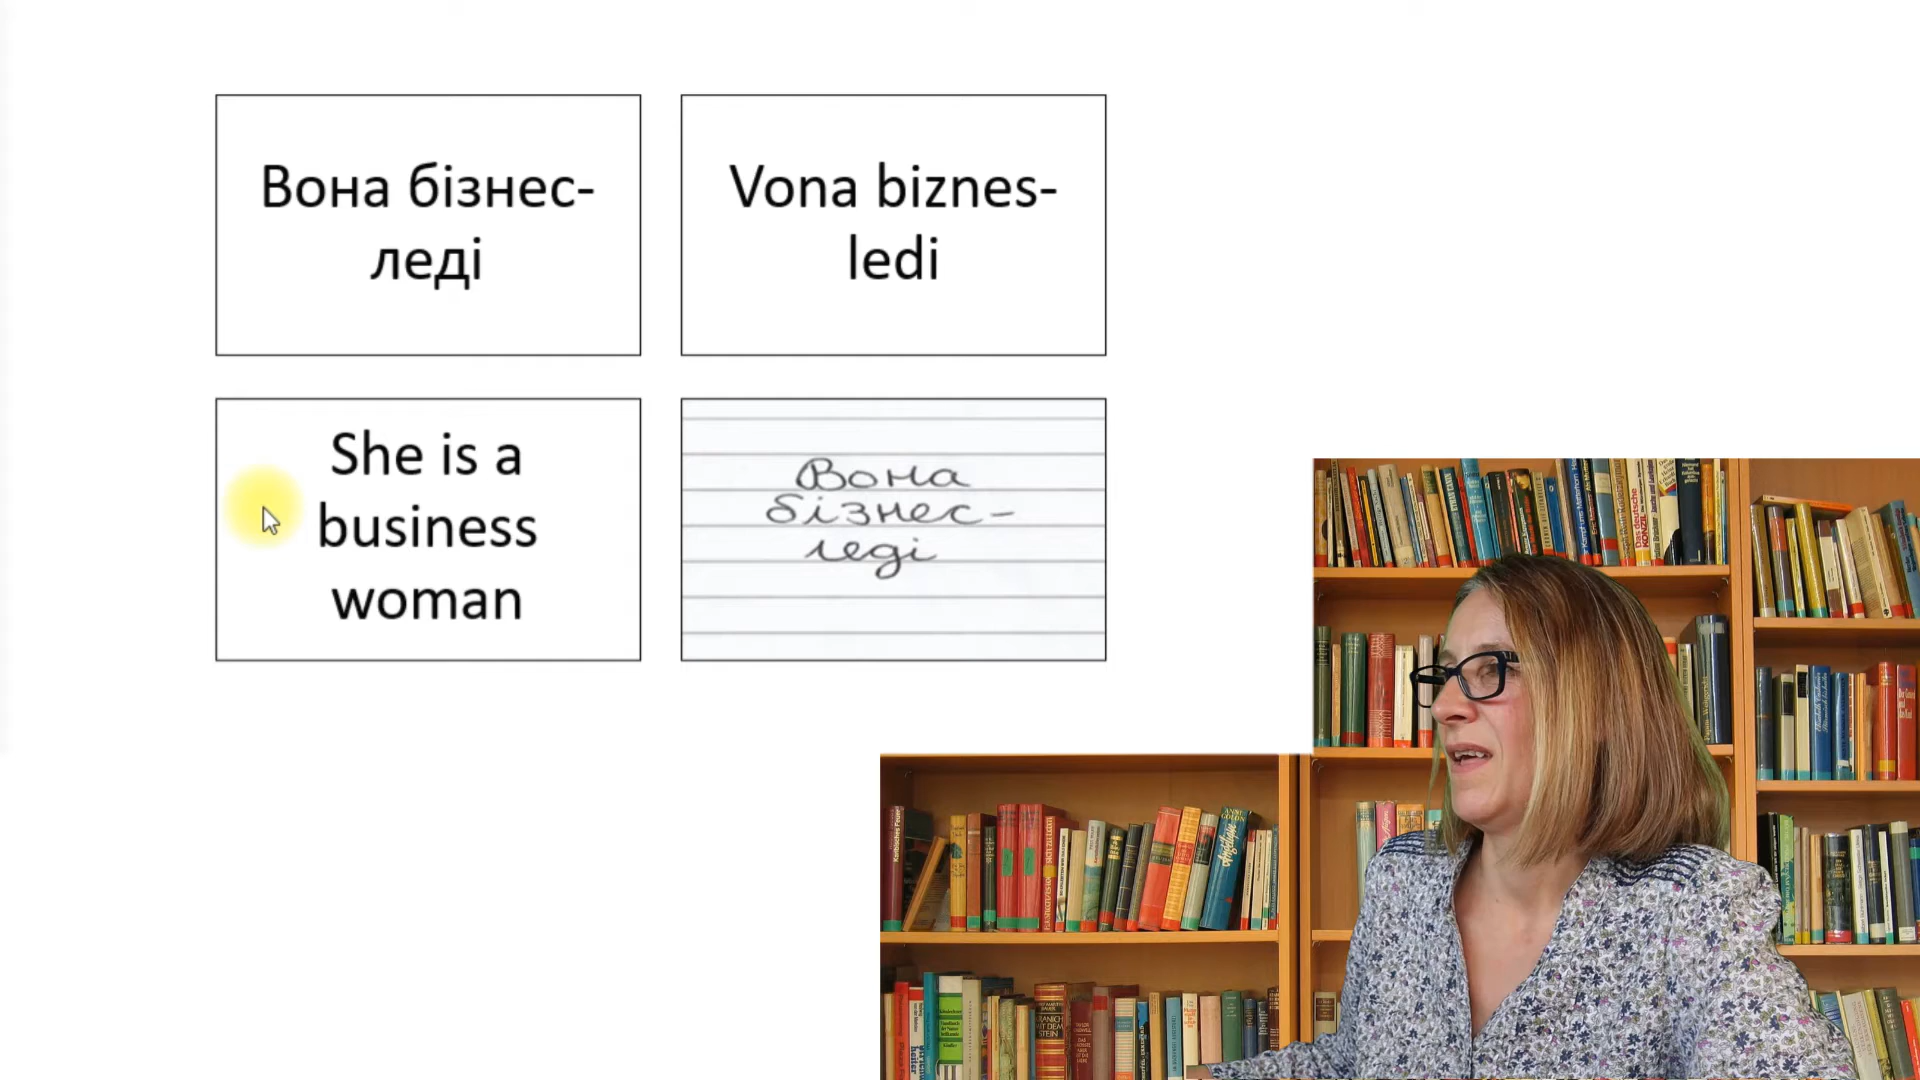 Вона бізнес-
леді
Vona biznes-
ledi
She is a
business
woman
Вона
бізнес-
леді